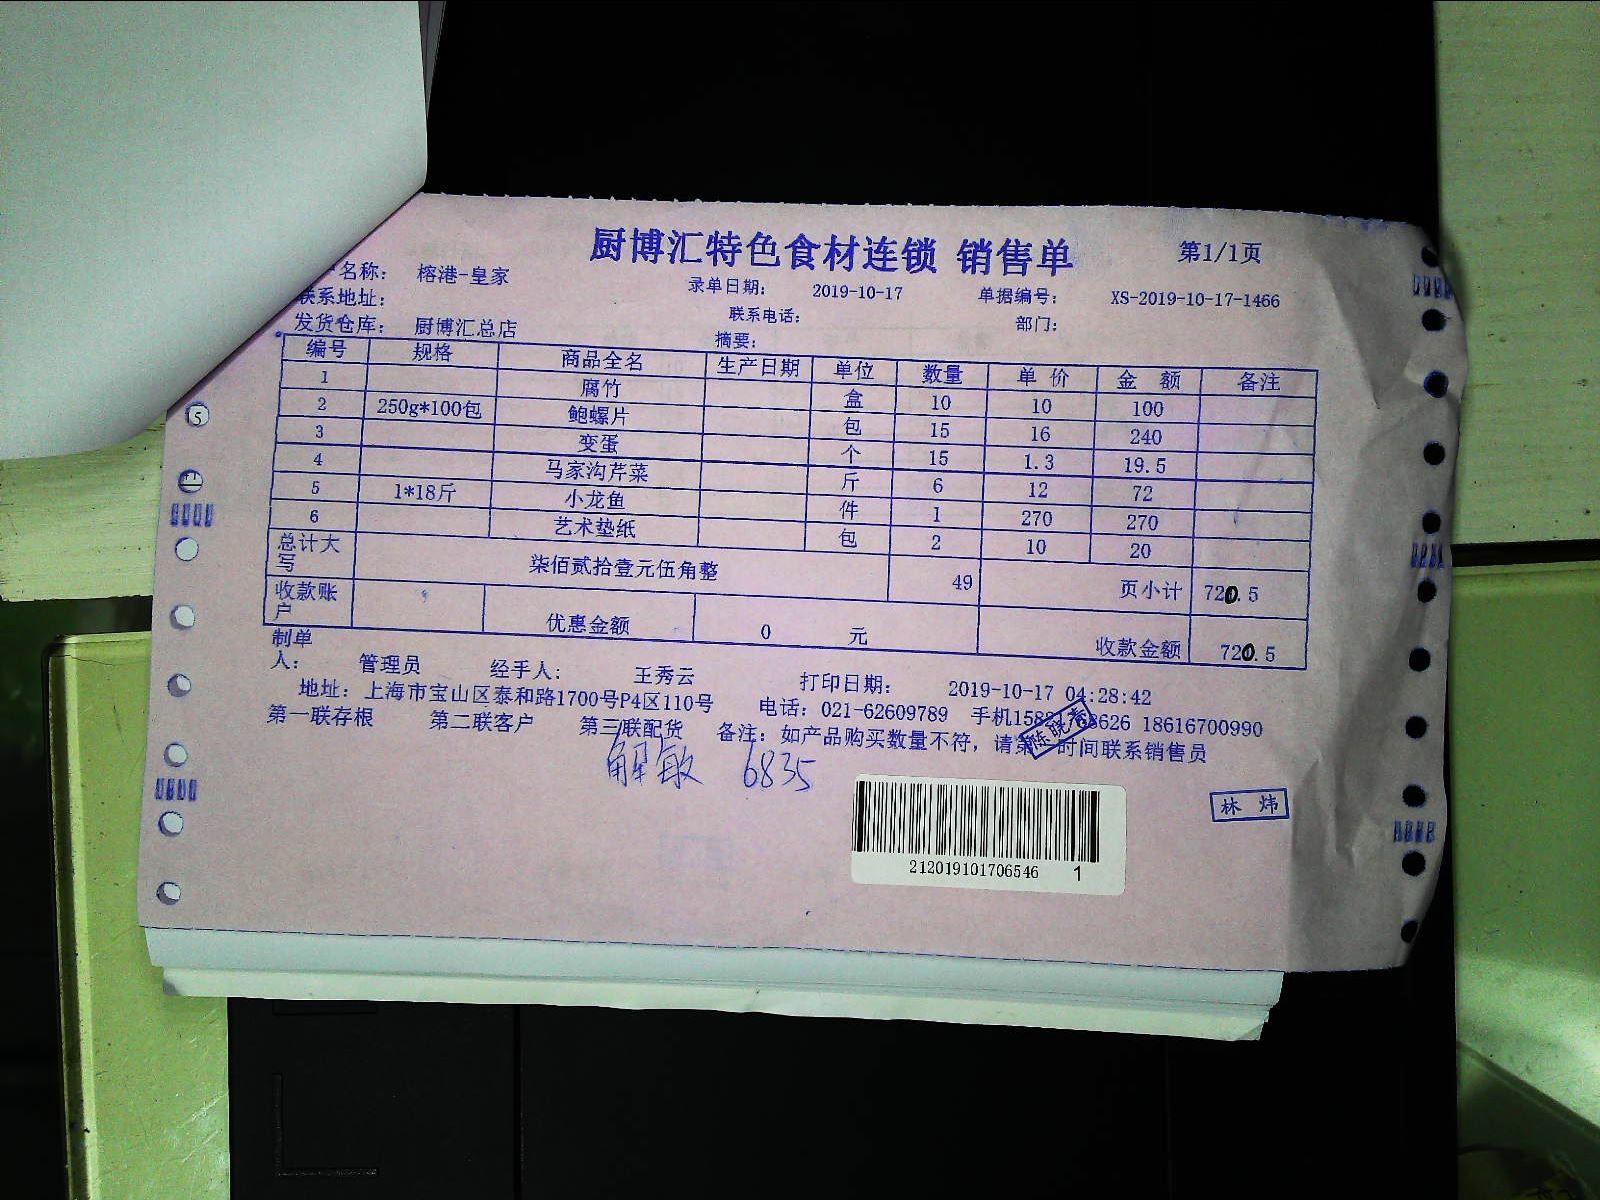 厨博汇特色食材连锁 销售单 第1/1页
名称： 榕港-皇家 录单日期： 2019-10-17 单据编号： XS-2019-10-17-1466
联系地址： 联系电话： 部门：
发货仓库： 厨博汇总店 摘要：
编号 规格 商品全名 生产日期 单位 数量 单价 金额 备注
1 腐竹 盒 10 10 100
2 250g*100包 鲍螺片 包 15 16 240
3 变蛋 个 15 1.3 19.5
4 马家沟芹菜 斤 6 12 72
5 1*18斤 小龙鱼 件 1 270 270
6 艺术垫纸 包 2 10 20
总计大写 柒佰贰拾壹元伍角整 49 页小计 720.5
收款账户 优惠金额 0 元 收款金额 720.5
制单人： 管理员 经手人： 王秀云 打印日期： 2019-10-17 04:28:42
地址：上海市宝山区泰和路1700号P4区110号 电话：021-62609789 手机 18616700990
第一联存根 第二联客户 第三联配货 备注：如产品购买数量不符，请第一时间联系销售员
陈晓青
解敏 6835
林炜
212019101706546 1
5